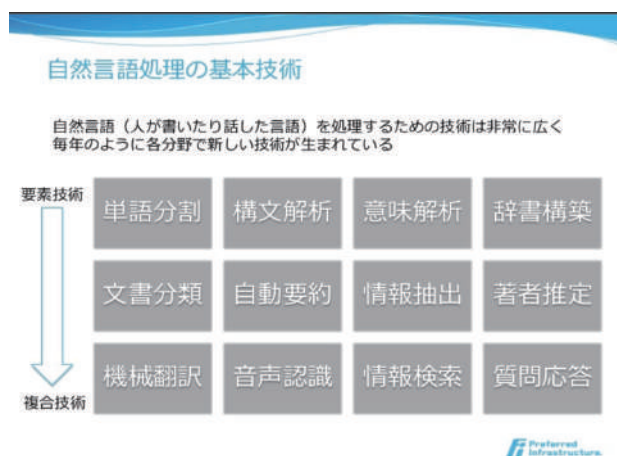 自然言語処理の基本技術
自然言語（人が書いたり話した言語）を処理するための技術は非常に広く
毎年のように各分野で新しい技術が生まれている
要素技術
単語分割 構文解析 意味解析 辞書構築
文書分類 自動要約 情報抽出 著者推定
機械翻訳 音声認識 情報検索 質問応答
複合技術
Preferred
Infrastructure